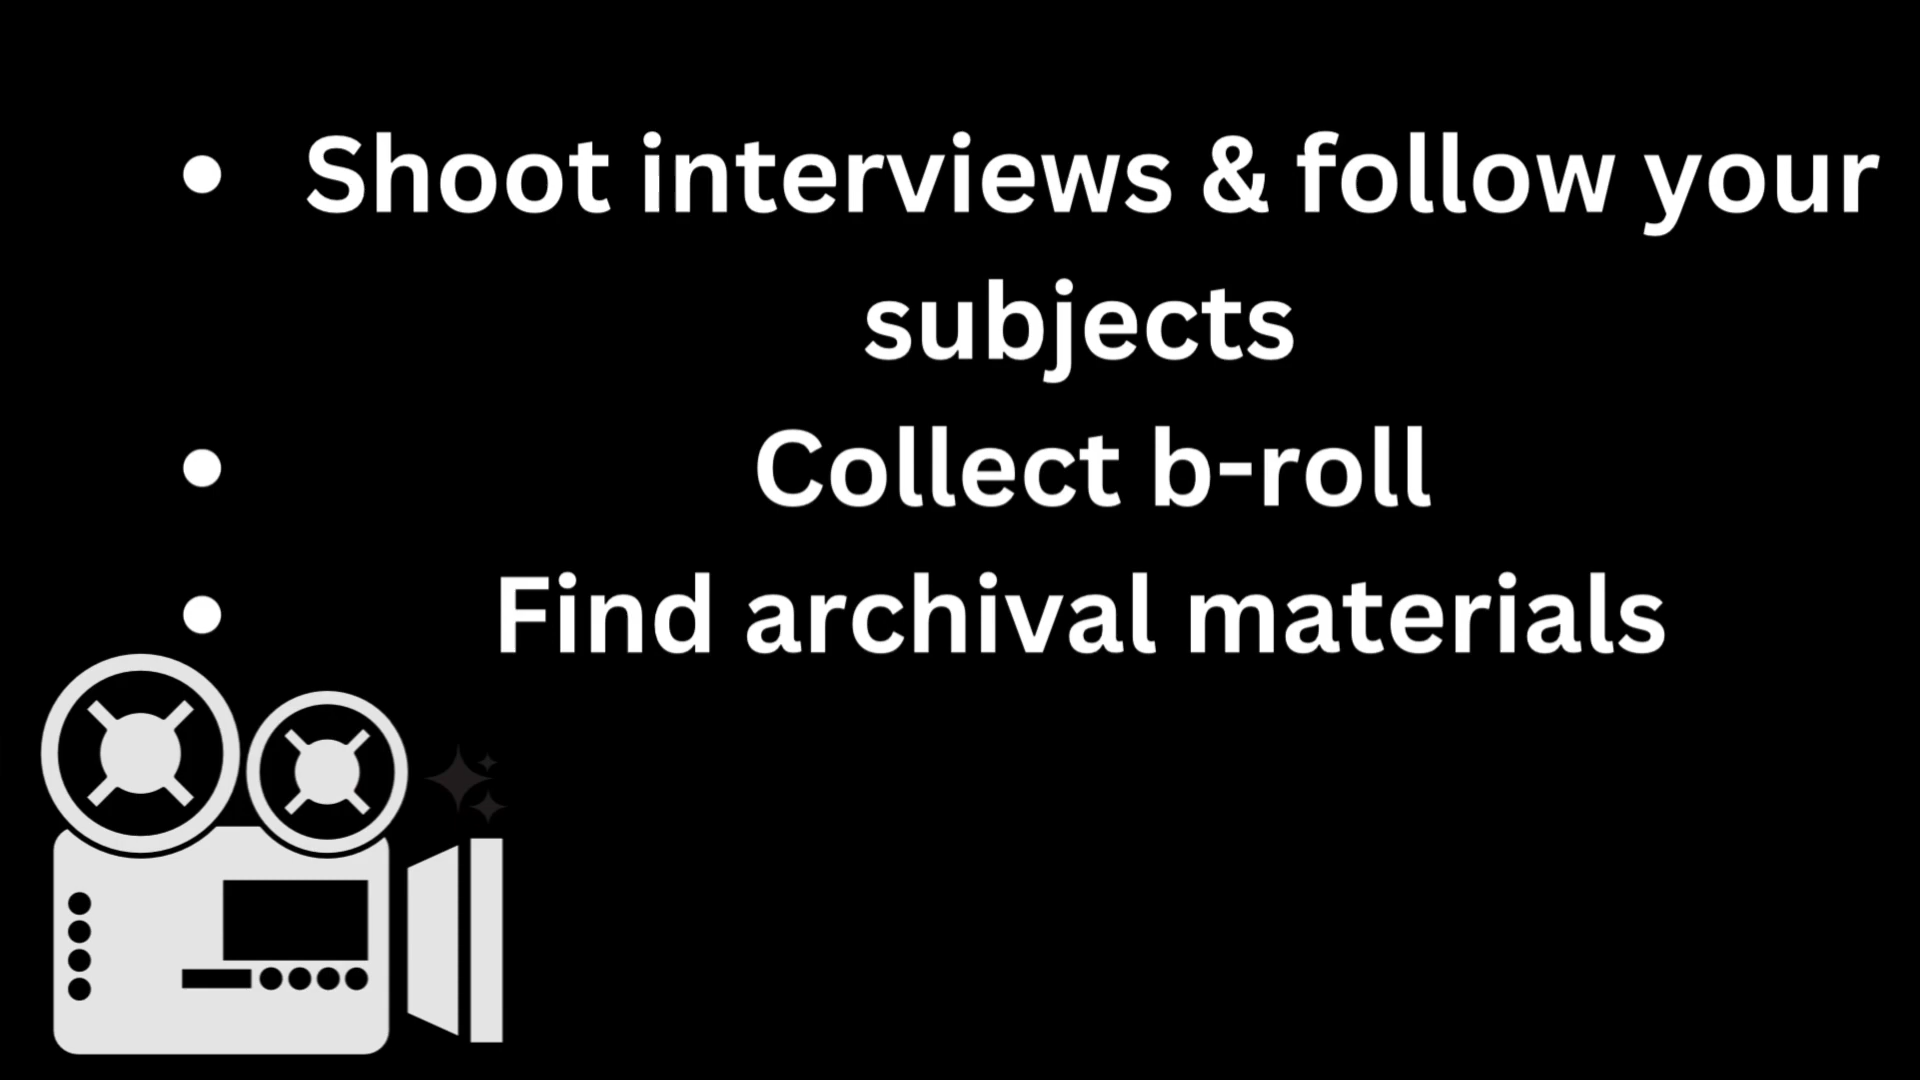 • Shoot interviews & follow your
subjects
• Collect b-roll
• Find archival materials